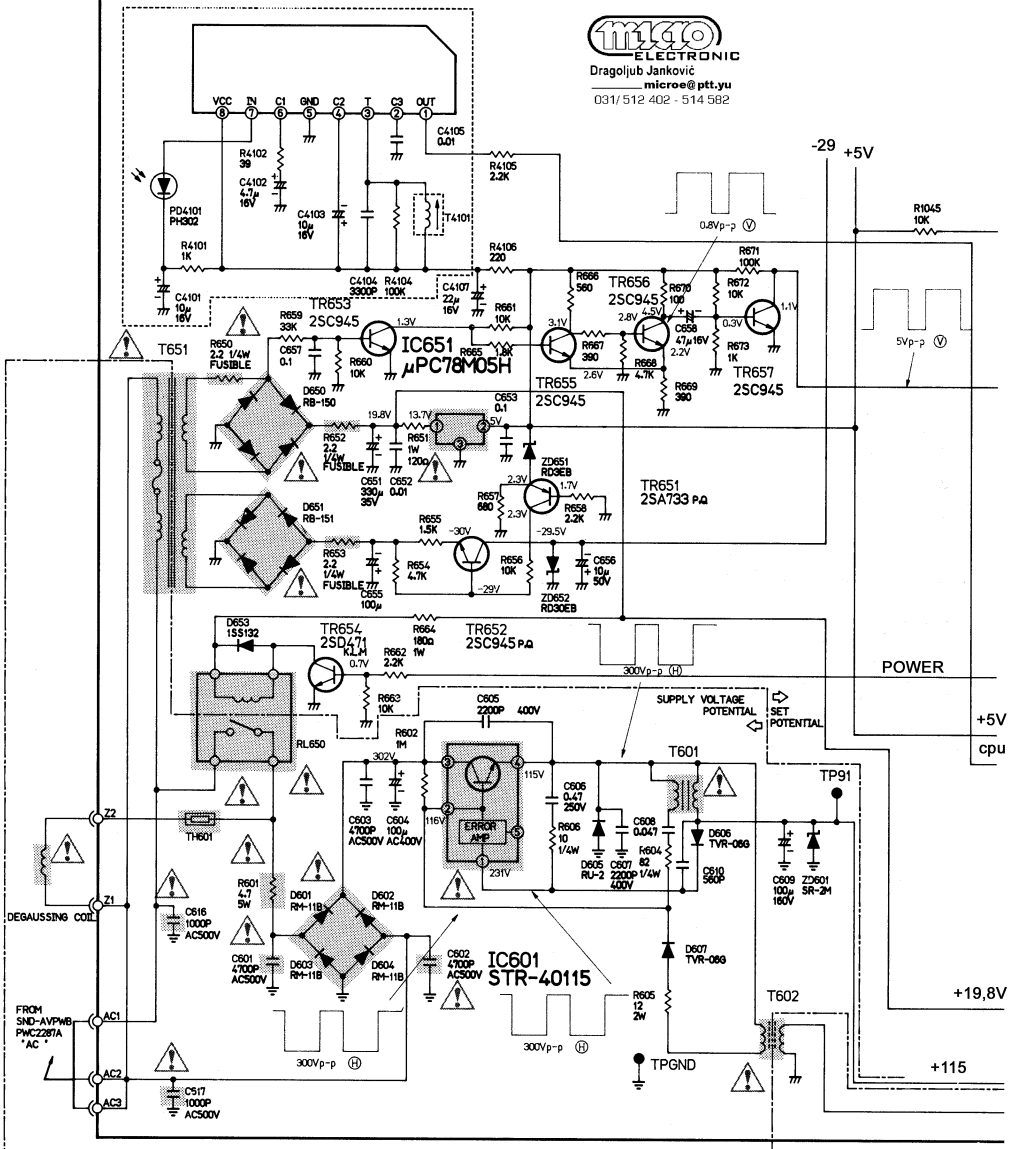 micro
ELECTRONIC
Dragoljub Janković
microe@ptt.yu
031/ 512 402 - 514 582
VCC IN C1 GND C2 T C3 OUT
8 7 6 5 4 3 2 1
C4105
0.01
R4102
39
C4102
4.7μ
16V
PD4101
PH302
C4103
10μ
16V
T4101
R4105
2.2K
-29
+5V
0.8Vp-p V
R1045
10K
R4101
1K
C4101
10μ
16V
C4104
3300P
R4104
100K
C4107
22μ
16V
R4106
220
R666
560
TR656
2SC945
R670
100
R671
100K
R672
10K
1.1V
5Vp-p V
T651
R650
2.2 1/4W
FUSIBLE
R659
33K
C657
0.1
R660
10K
TR653
2SC945
1.3V
R661
10K
R665
1.8K
IC651
μPC78M05H
3.1V
R667
390
2.8V
4.5V
C658
47μ16V
2.2V
0.3V
R673
1K
TR657
2SC945
R668
4.7K
2.6V
TR655
2SC945
R669
390
D650
RB-150
R652
2.2
1/4W
FUSIBLE
19.8V
C651
330μ
35V
C652
0.01
13.7V
R651
1W
120Ω
1 2 3
5V
C653
0.1
ZD651
RD3EB
2.3V
1.7V
R657
680
2.3V
R658
2.2K
TR651
2SA733 P.Q
D651
RB-151
R653
2.2
1/4W
FUSIBLE
C655
100μ
R655
1.5K
R654
4.7K
-30V
-29V
R656
10K
-29.5V
ZD652
RD30EB
C656
10μ
50V
D653
1SS132
TR654
2SD471
K.L.M
0.7V
R664
180Ω
1W
R662
2.2K
R663
10K
TR652
2SC945 P.Q
300Vp-p H
POWER
RL650
SUPPLY VOLTAGE
POTENTIAL
SET
POTENTIAL
+5V
cpu
C605
2200P 400V
R602
1M
302V
3 4
115V
2
116V
ERROR
AMP
5
1
231V
C603
4700P
AC500V
C604
100μ
AC400V
C606
0.47
250V
R606
10
1/4W
D605
RU-2
C607
2200P
400V
C608
0.047
R604
82
1/4W
T601
C610
560P
D606
TVR-06G
TP91
C609
100μ
160V
ZD601
SR-2M
Z2
TH601
Z1
DEGAUSSING COIL
R601
4.7
5W
C616
1000P
AC500V
D601
RM-11B
D602
RM-11B
D603
RM-11B
D604
RM-11B
C601
4700P
AC500V
C602
4700P
AC500V
IC601
STR-40115
D607
TVR-06G
R605
12
2W
T602
+19,8V
FROM
SND-AVPWB
PWC2287A
"AC "
AC1
AC2
AC3
300Vp-p H
300Vp-p H
TPGND
+115
C517
1000P
AC500V